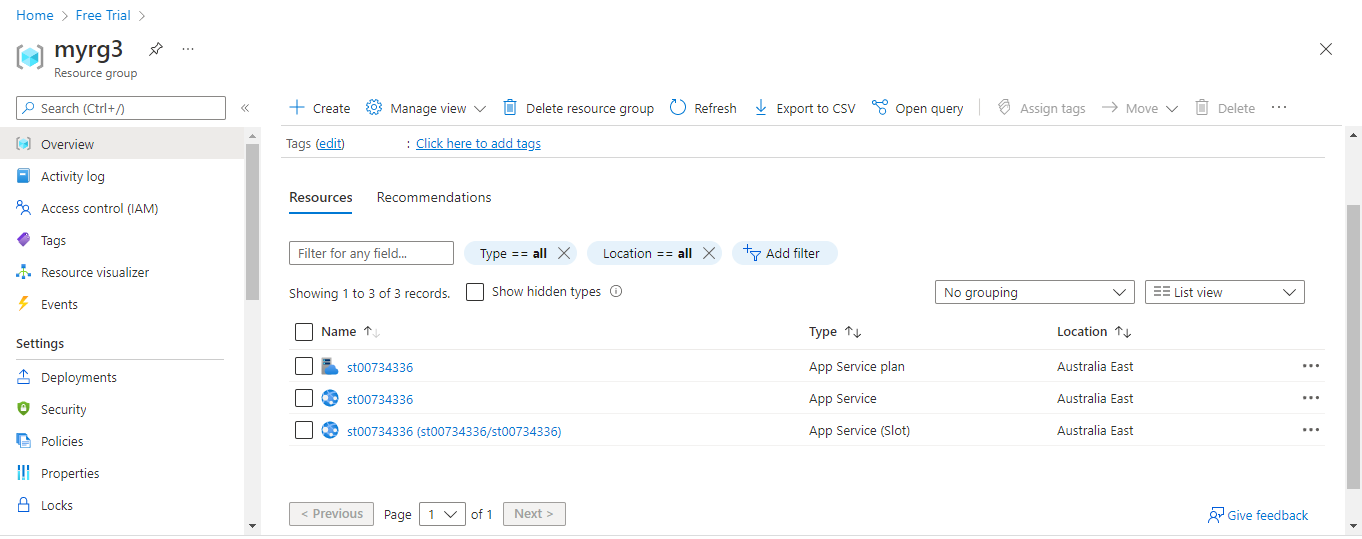 Home > Free Trial >
myrg3 ...
Resource group
Search (Ctrl+/) «
Create Manage view Delete resource group Refresh Export to CSV Open query Assign tags Move Delete ...
Overview
Activity log
Access control (IAM)
Tags
Resource visualizer
Events
Settings
Deployments
Security
Policies
Properties
Locks
Tags (edit) : Click here to add tags
Resources Recommendations
Filter for any field... Type == all Location == all Add filter
Showing 1 to 3 of 3 records. Show hidden types No grouping List view
Name Type Location
st00734336 App Service plan Australia East ...
st00734336 App Service Australia East ...
st00734336 (st00734336/st00734336) App Service (Slot) Australia East ...
< Previous Page 1 of 1 Next > Give feedback